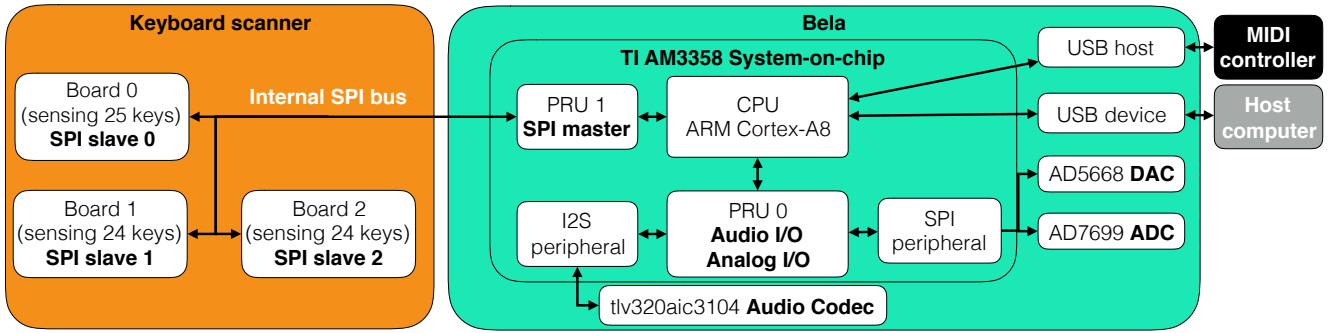 Keyboard scanner
Board 0
(sensing 25 keys)
SPI slave 0
Board 1
(sensing 24 keys)
SPI slave 1
Board 2
(sensing 24 keys)
SPI slave 2
Internal SPI bus
Bela
TI AM3358 System-on-chip
PRU 1
SPI master
CPU
ARM Cortex-A8
I2S
peripheral
PRU 0
Audio I/O
Analog I/O
SPI
peripheral
tlv320aic3104 Audio Codec
USB host
USB device
AD5668 DAC
AD7699 ADC
MIDI
controller
Host
computer